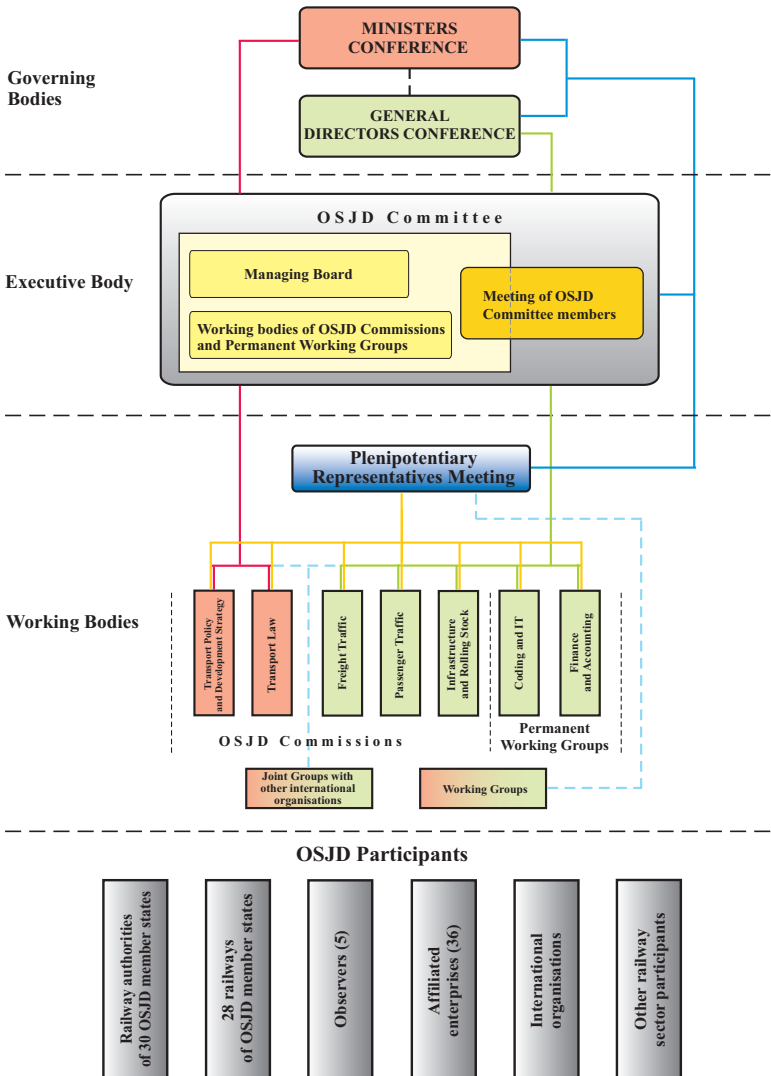 MINISTERS
CONFERENCE
Governing
Bodies
GENERAL
DIRECTORS CONFERENCE
OSJD Committee
Managing Board
Executive Body
Meeting of OSJD
Committee members
Working bodies of OSJD Commissions
and Permanent Working Groups
Plenipotentiary
Representatives Meeting
Working Bodies
Transport Policy
and Development Strategy
Transport Law
Freight Traffic
Passenger Traffic
Infrastructure
and Rolling Stock
Coding and IT
Finance
and Accounting
OSJD Commissions
Permanent
Working Groups
Joint Groups with
other international
organisations
Working Groups
OSJD Participants
Railway authorities
of 30 OSJD member states
28 railways
of OSJD member states
Observers (5)
Affiliated
enterprises (36)
International
organisations
Other railway
sector participants